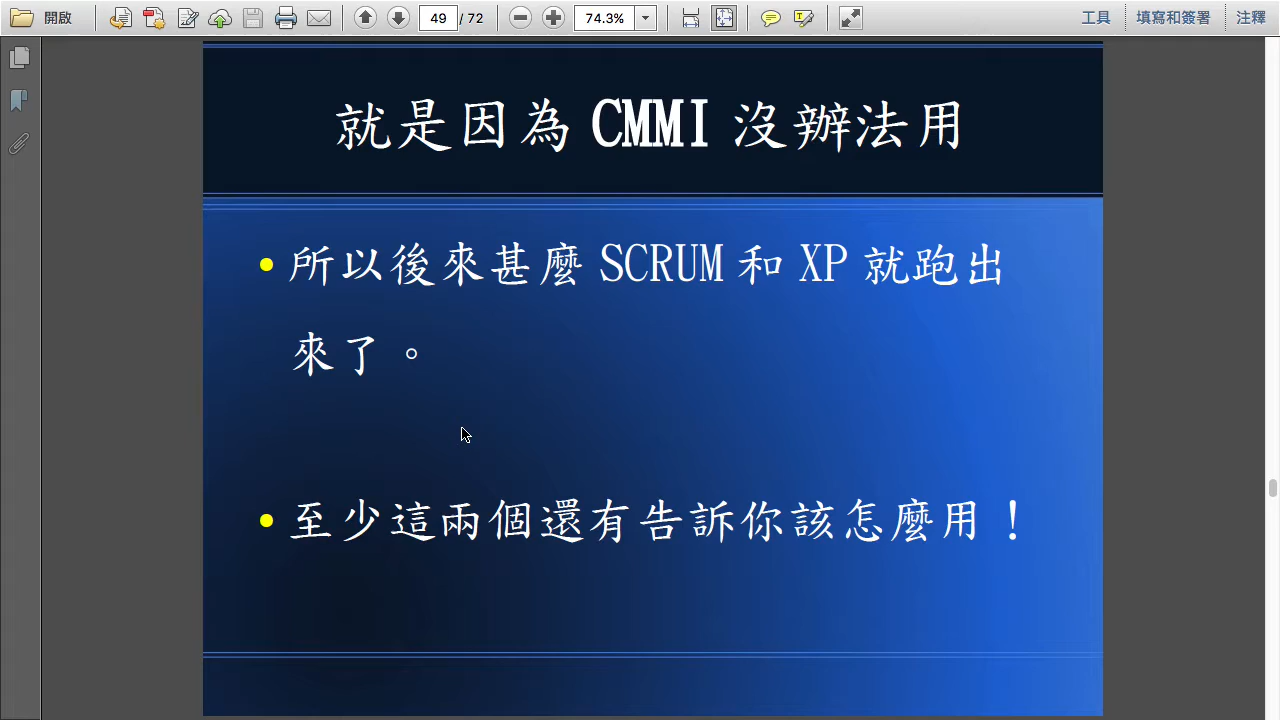 開啟
49 / 72
74.3%
工具
填寫和簽署
注釋
就是因為 CMMI 沒辦法用
所以後來甚麼 SCRUM 和 XP 就跑出
來了。
至少這兩個還有告訴你該怎麼用！